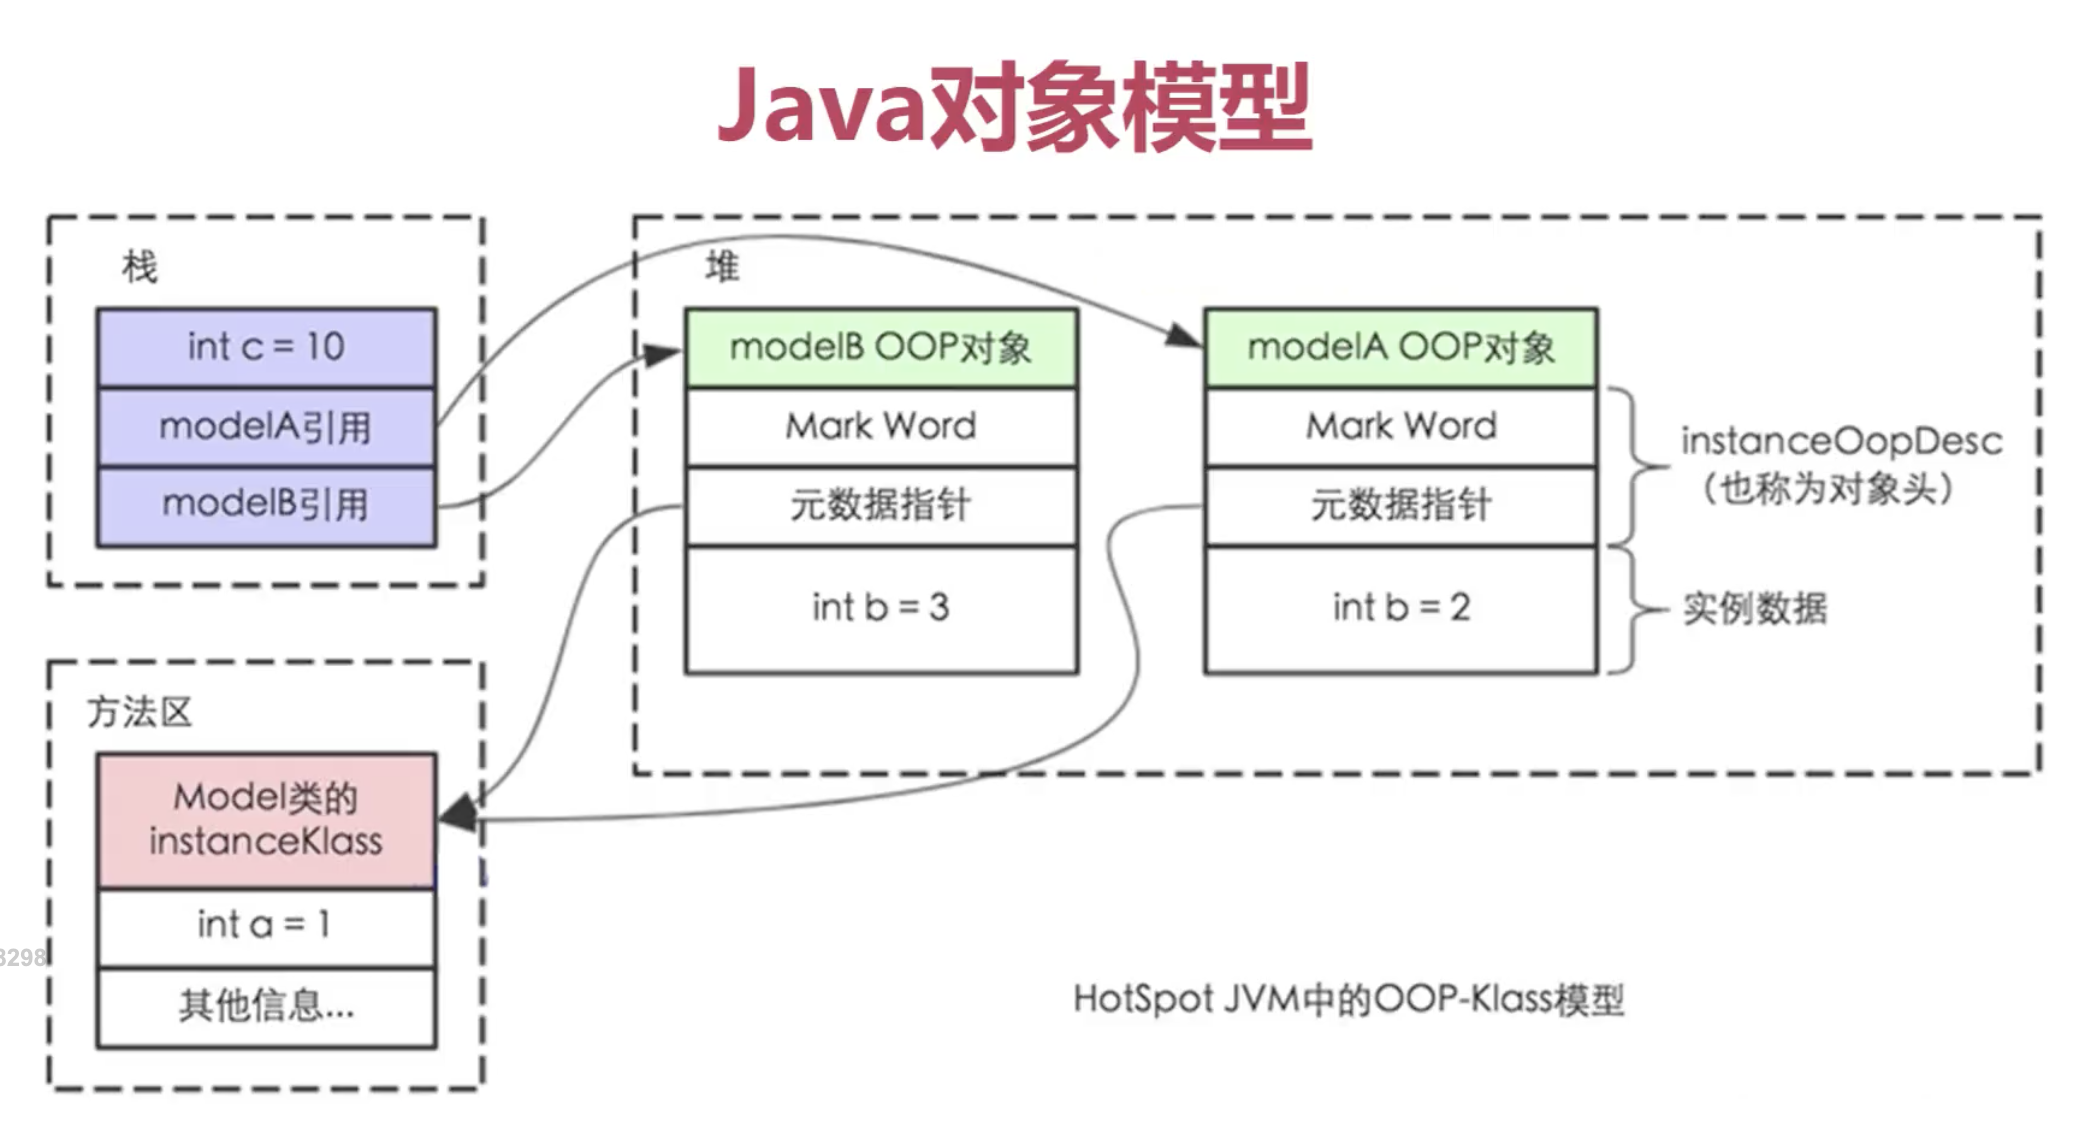 Java对象模型
栈
int c = 10
modelA引用
modelB引用
堆
modelB OOP对象
Mark Word
元数据指针
int b = 3
modelA OOP对象
Mark Word
元数据指针
int b = 2
instanceOopDesc
（也称为对象头）
实例数据
方法区
Model类的
instanceKlass
int a = 1
其他信息...
HotSpot JVM中的OOP-Klass模型